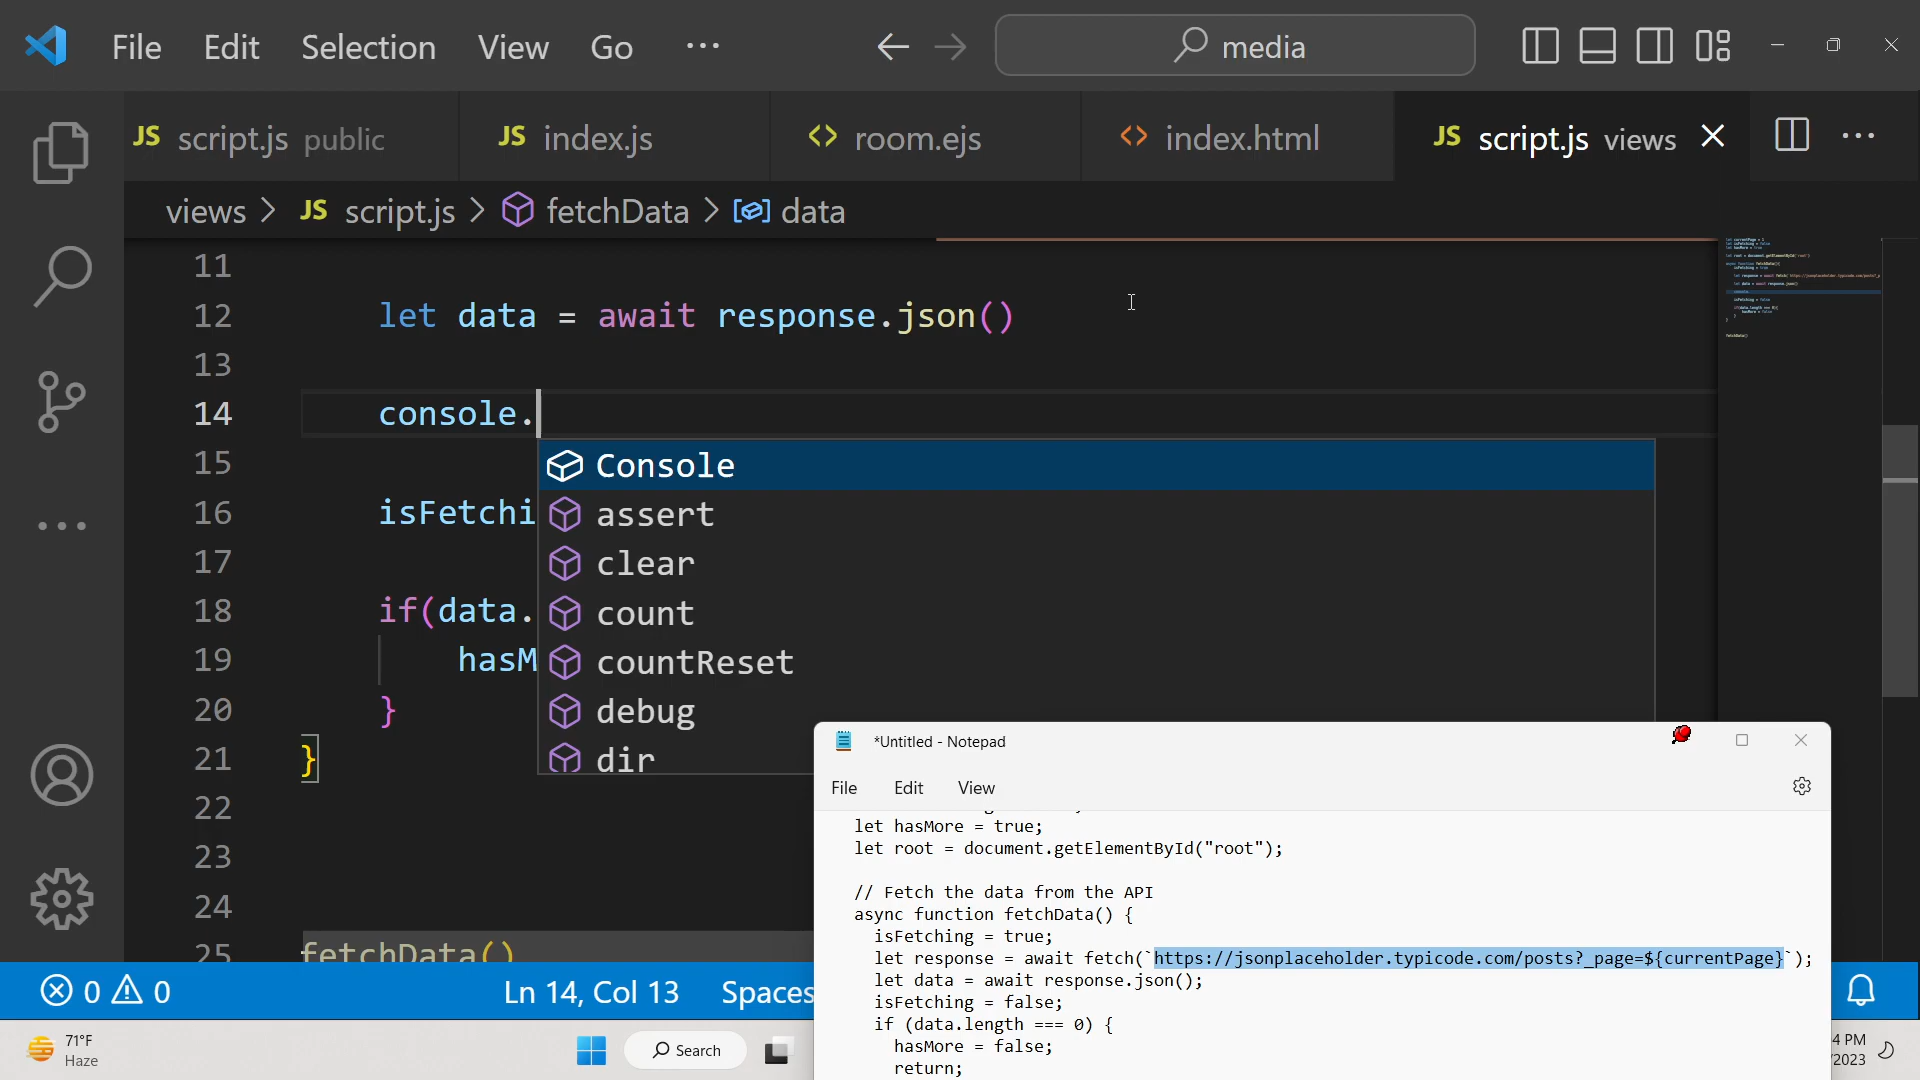 File Edit Selection View Go ... media
JS script.js public JS index.js <> room.ejs <> index.html JS script.js views
views > JS script.js > fetchData > data
11
12 let data = await response.json()
13
14 console.
Console
15
assert
16 isFetchi
clear
17
count
18 if(data.
countReset
19 hasM
debug
20 }
dir
21 }
22
23
24
25 fetchData()
*Untitled - Notepad
File Edit View
let hasMore = true;
let root = document.getElementById("root");
// Fetch the data from the API
async function fetchData() {
isFetching = true;
let response = await fetch(`https://jsonplaceholder.typicode.com/posts?_page=${currentPage}`);
let data = await response.json();
isFetching = false;
if (data.length === 0) {
hasMore = false;
return;
0 0 Ln 14, Col 13 Spaces
71°F
Haze
Search
4 PM
/2023